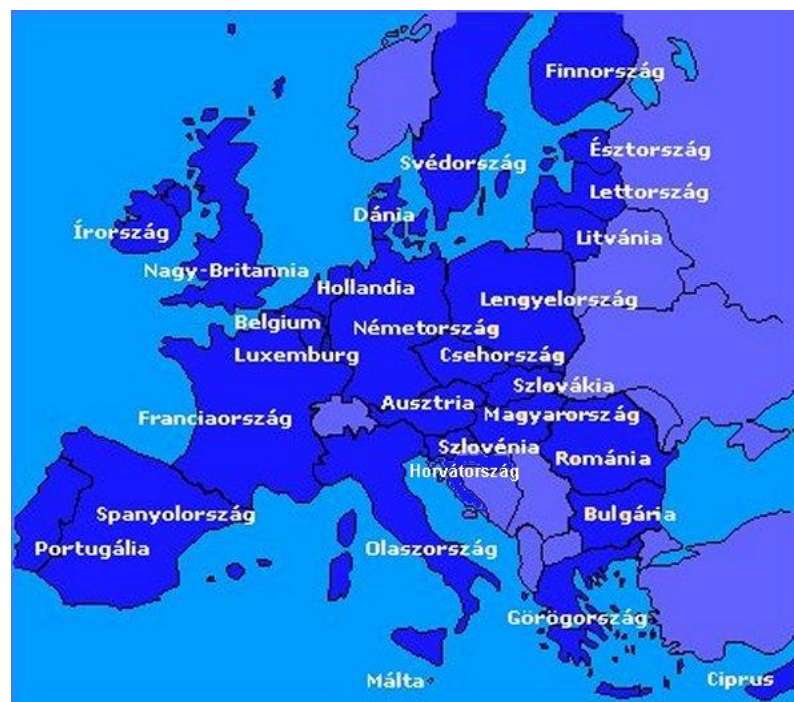 Finnország
Észtország
Svédország
Lettország
Dánia
Írország
Litvánia
Nagy-Britannia
Hollandia
Lengyelország
Belgium
Németország
Luxemburg
Csehország
Szlovákia
Ausztria
Franciaország
Magyarország
Szlovénia
Románia
Horvátország
Spanyolország
Bulgária
Portugália
Olaszország
Görögország
Málta
Ciprus